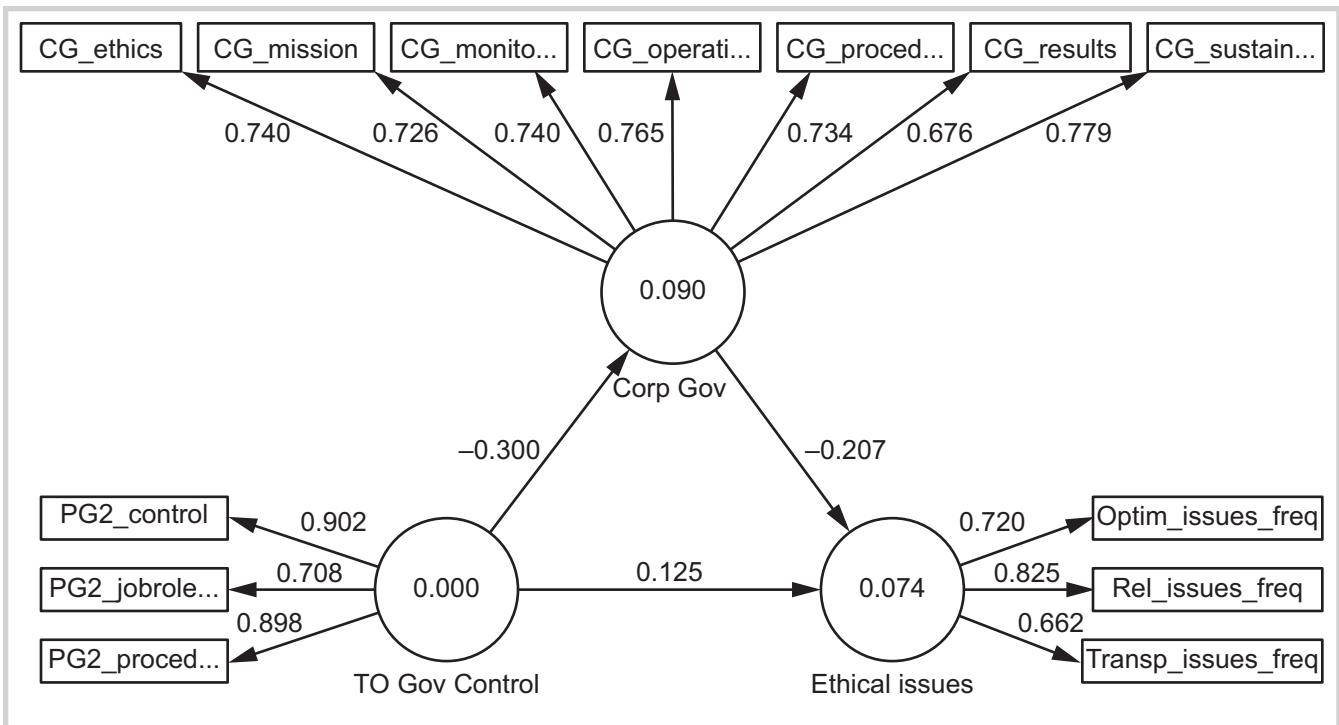 CG_ethics CG_mission CG_monito... CG_operati... CG_proced... CG_results CG_sustain...
0.740 0.726 0.740 0.765 0.734 0.676 0.779
0.090
Corp Gov
–0.300 –0.207
PG2_control 0.902 0.720 Optim_issues_freq
PG2_jobrole... 0.708 0.000 0.125 0.074 0.825 Rel_issues_freq
PG2_proced... 0.898 0.662 Transp_issues_freq
TO Gov Control Ethical issues